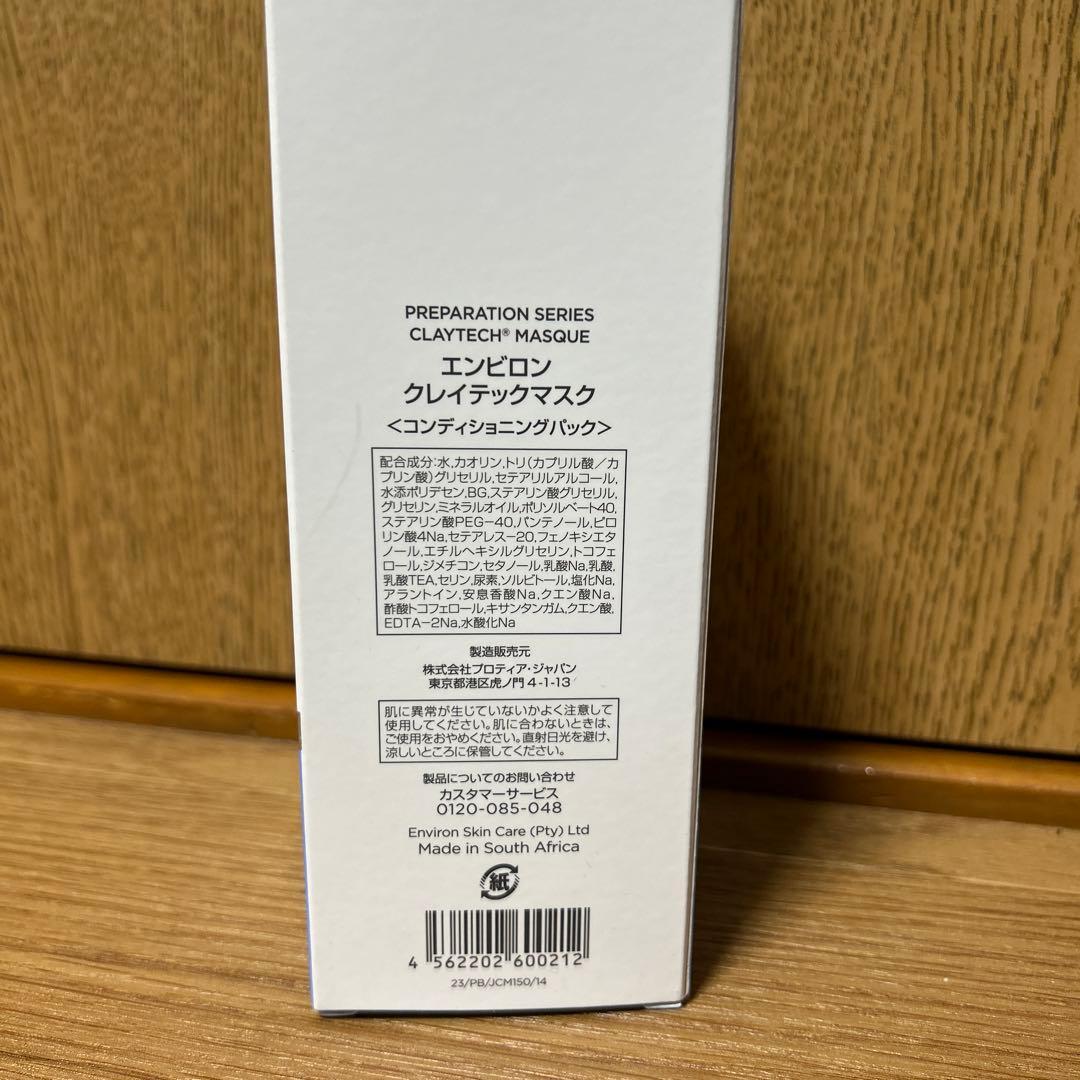 PREPARATION SERIES
CLAYTECH® MASQUE
エンビロン
クレイテックマスク
<コンディショニングパック>
配合成分:水,カオリン,トリ(カプリル酸/カ
プリン酸)グリセリル,セテアリルアルコール,
水添ポリデセン,BG,ステアリン酸グリセリル,
グリセリン,ミネラルオイル,ポリソルベート40,
ステアリン酸PEG-40,パンテノール,ピロ
リン酸4Na,セテアレス-20,フェノキシエタ
ノール,エチルヘキシルグリセリン,トコフェ
ロール,ジメチコン,セタノール,乳酸Na,乳酸,
乳酸TEA,セリン,尿素,ソルビトール,塩化Na,
アラントイン,安息香酸Na,クエン酸Na,
酢酸トコフェロール,キサンタンガム,クエン酸,
EDTA-2Na,水酸化Na
製造販売元
株式会社プロティア・ジャパン
東京都港区虎ノ門4-1-13
肌に異常が生じていないかよく注意して
使用してください。肌に合わないときは、
ご使用をおやめください。直射日光を避け、
涼しいところに保管してください。
製品についてのお問い合わせ
カスタマーサービス
0120-085-048
Environ Skin Care (Pty) Ltd
Made in South Africa
紙
4 562202 600212
23/PB/JCM150/14